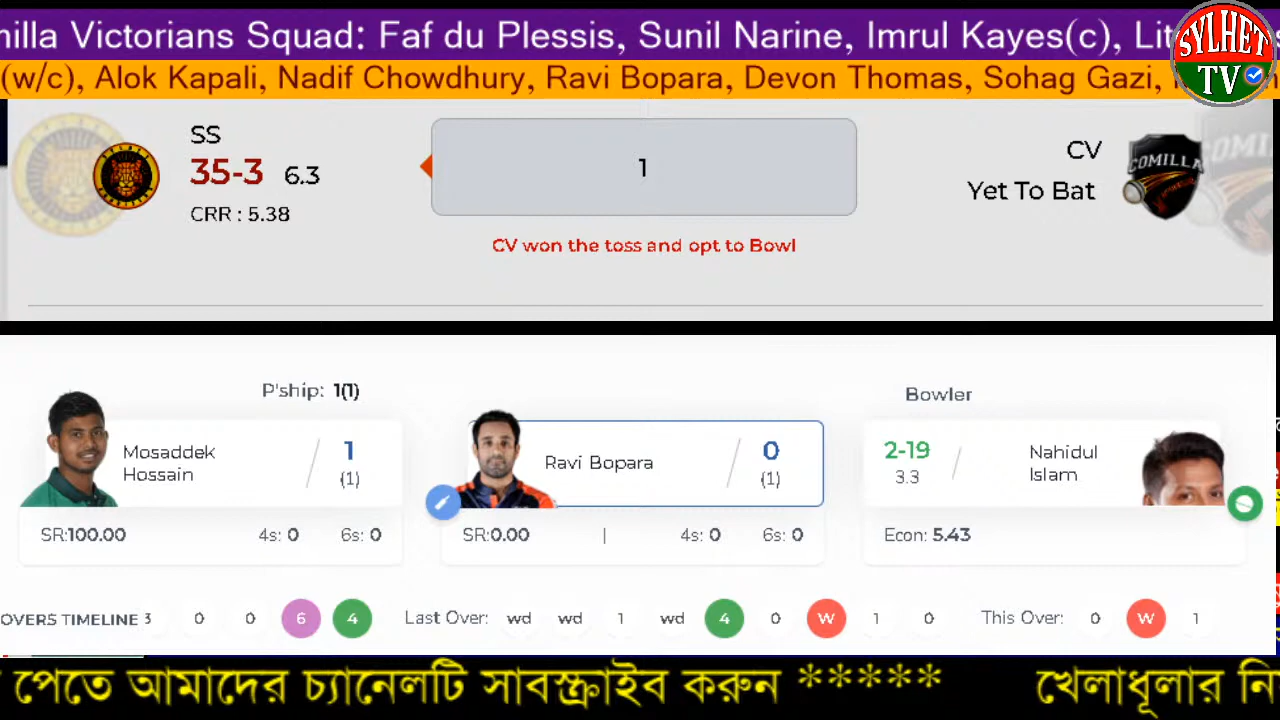 milla Victorians Squad: Faf du Plessis, Sunil Narine, Imrul Kayes(c), Lit
(w/c), Alok Kapali, Nadif Chowdhury, Ravi Bopara, Devon Thomas, Sohag Gazi,
SYLHET
TV
SS
35-3 6.3
CRR : 5.38
1
CV won the toss and opt to Bowl
CV
Yet To Bat
COMILLA
P'ship: 1(1)
Mosaddek Hossain
1
(1)
SR:100.00 4s: 0 6s: 0
Ravi Bopara
0
(1)
SR:0.00 | 4s: 0 6s: 0
Bowler
2-19
3.3
Nahidul Islam
Econ: 5.43
OVERS TIMELINE 3 0 0 6 4 Last Over: wd wd 1 wd 4 0 W 1 0 This Over: 0 W 1
পেতে আমাদের চ্যানেলটি সাবস্ক্রাইব করুন ***** খেলাধূলার নি